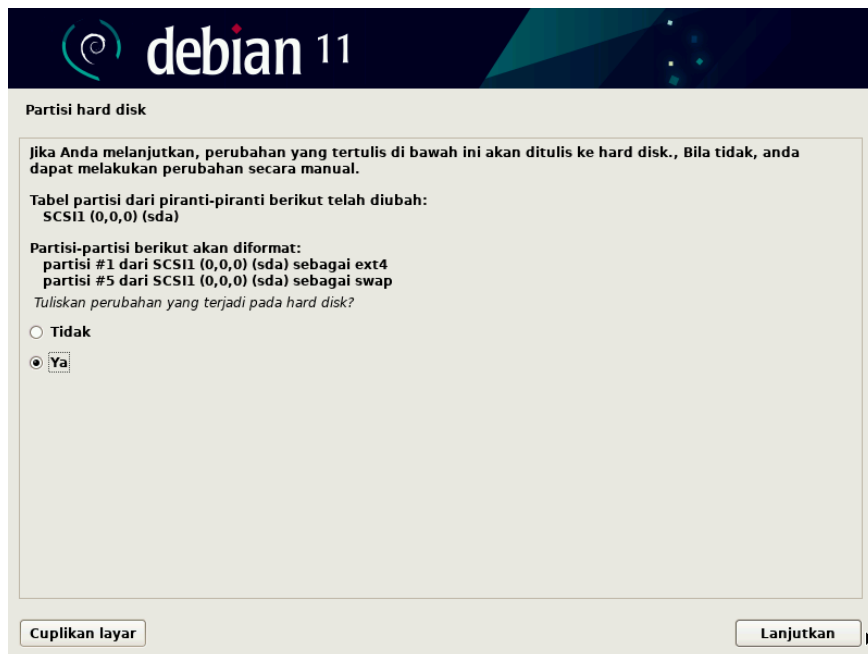 debian 11
Partisi hard disk
Jika Anda melanjutkan, perubahan yang tertulis di bawah ini akan ditulis ke hard disk., Bila tidak, anda
dapat melakukan perubahan secara manual.
Tabel partisi dari piranti-piranti berikut telah diubah:
SCSI1 (0,0,0) (sda)
Partisi-partisi berikut akan diformat:
partisi #1 dari SCSI1 (0,0,0) (sda) sebagai ext4
partisi #5 dari SCSI1 (0,0,0) (sda) sebagai swap
Tuliskan perubahan yang terjadi pada hard disk?
Tidak
Ya
Cuplikan layar
Lanjutkan